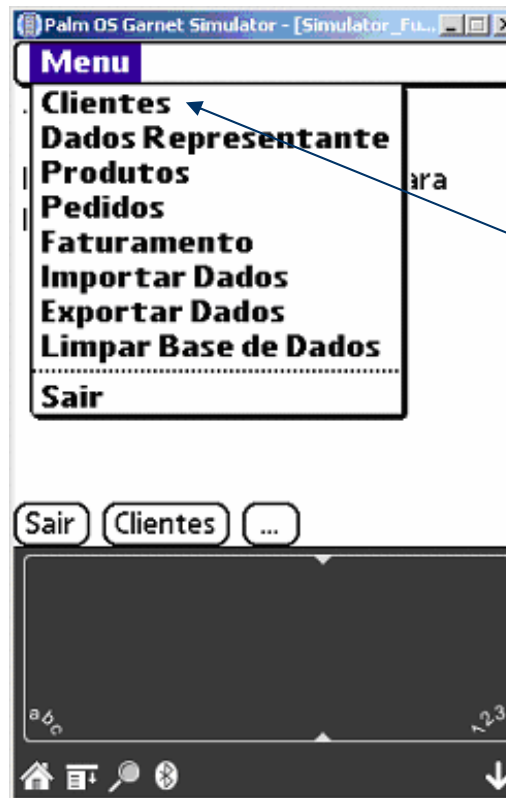 Palm OS Garnet Simulator - [Simulator_Fu...
Menu
Clientes
Dados Representante
Produtos
ara
Pedidos
Faturamento
Importar Dados
Exportar Dados
Limpar Base de Dados
Sair
Sair Clientes ...
abc 123